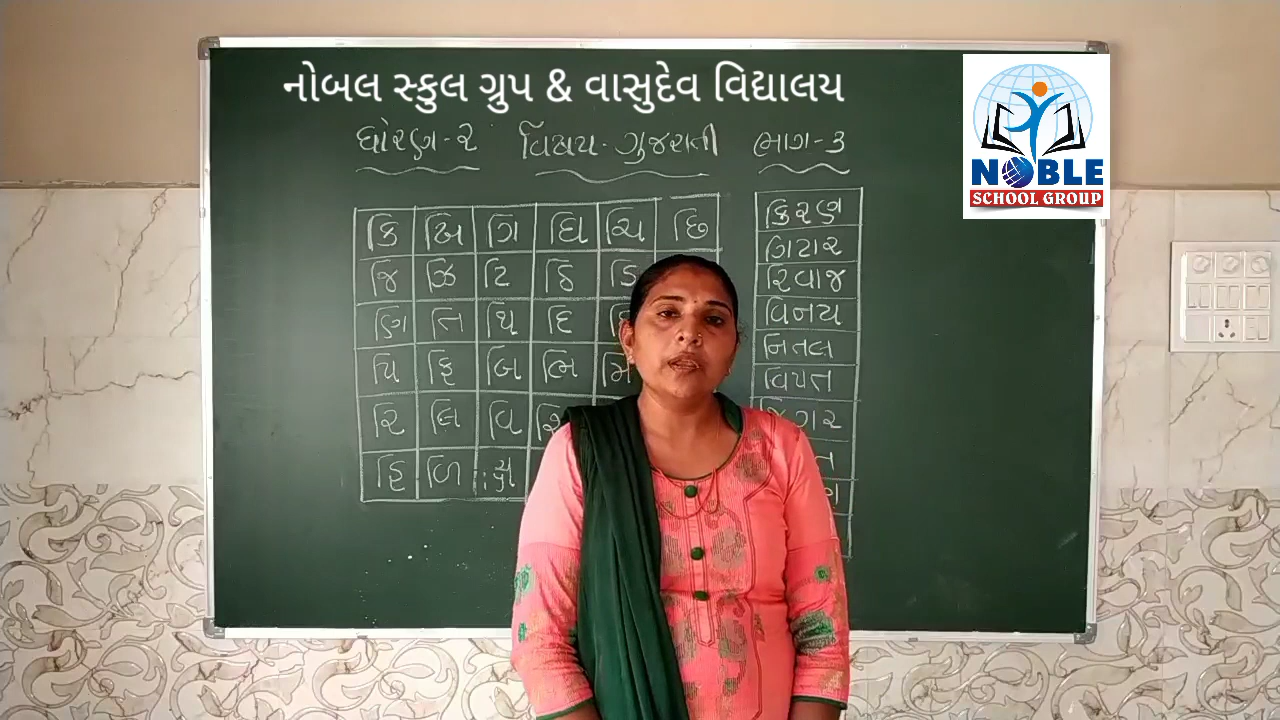 નોબલ સ્કુલ ગ્રુપ & વાસુદેવ વિદ્યાલય
ધોરણ-૨ વિષય-ગુજરાતી ભાગ-૩
NOBLE
SCHOOL GROUP
કિ ખિ ગિ ઘિ ચિ છિ
જિ ઝિ ટિ ઠિ ડિ
ણિ તિ થિ દિ
પિ ફિ બિ ભિ મિ
રિ લિ વિ
હિ ળિ ક્ષિ
કિરણ
ગિટાર
રિવાજ
વિનય
નિતલ
વિપત